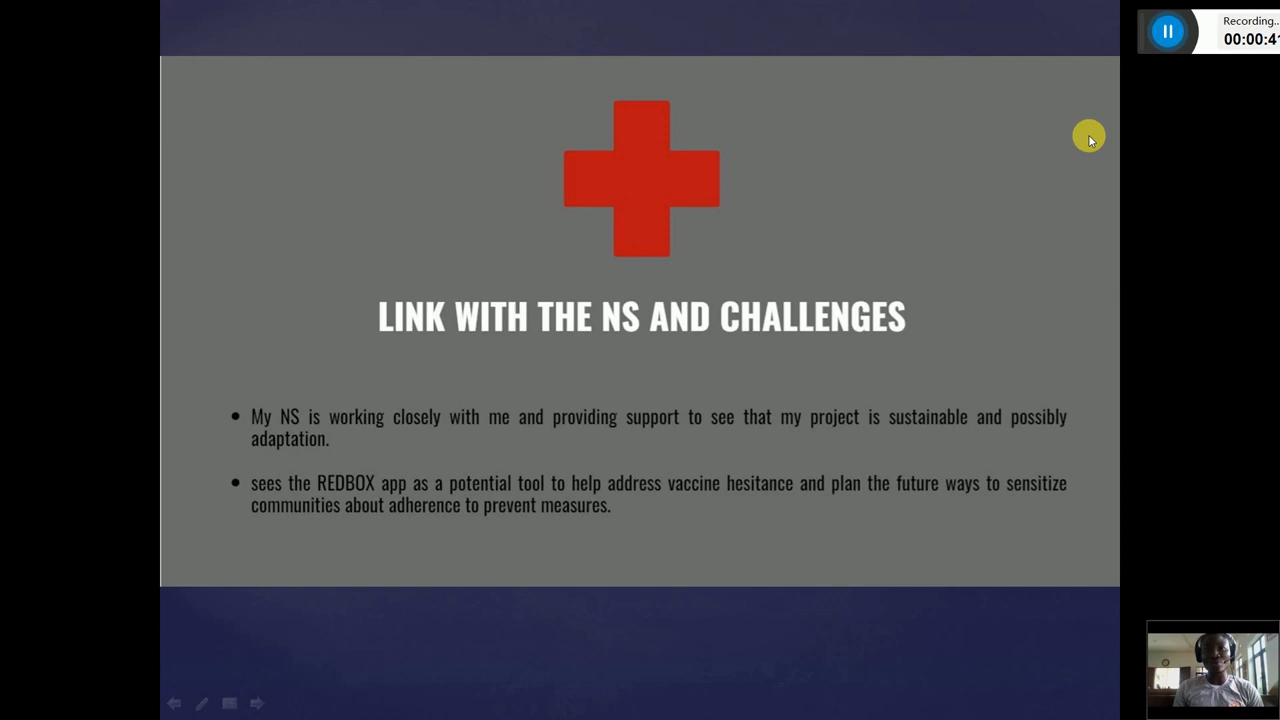 Recording..
00:00:4
LINK WITH THE NS AND CHALLENGES
My NS is working closely with me and providing support to see that my project is sustainable and possibly
adaptation.
sees the REDBOX app as a potential tool to help address vaccine hesitance and plan the future ways to sensitize
communities about adherence to prevent measures.